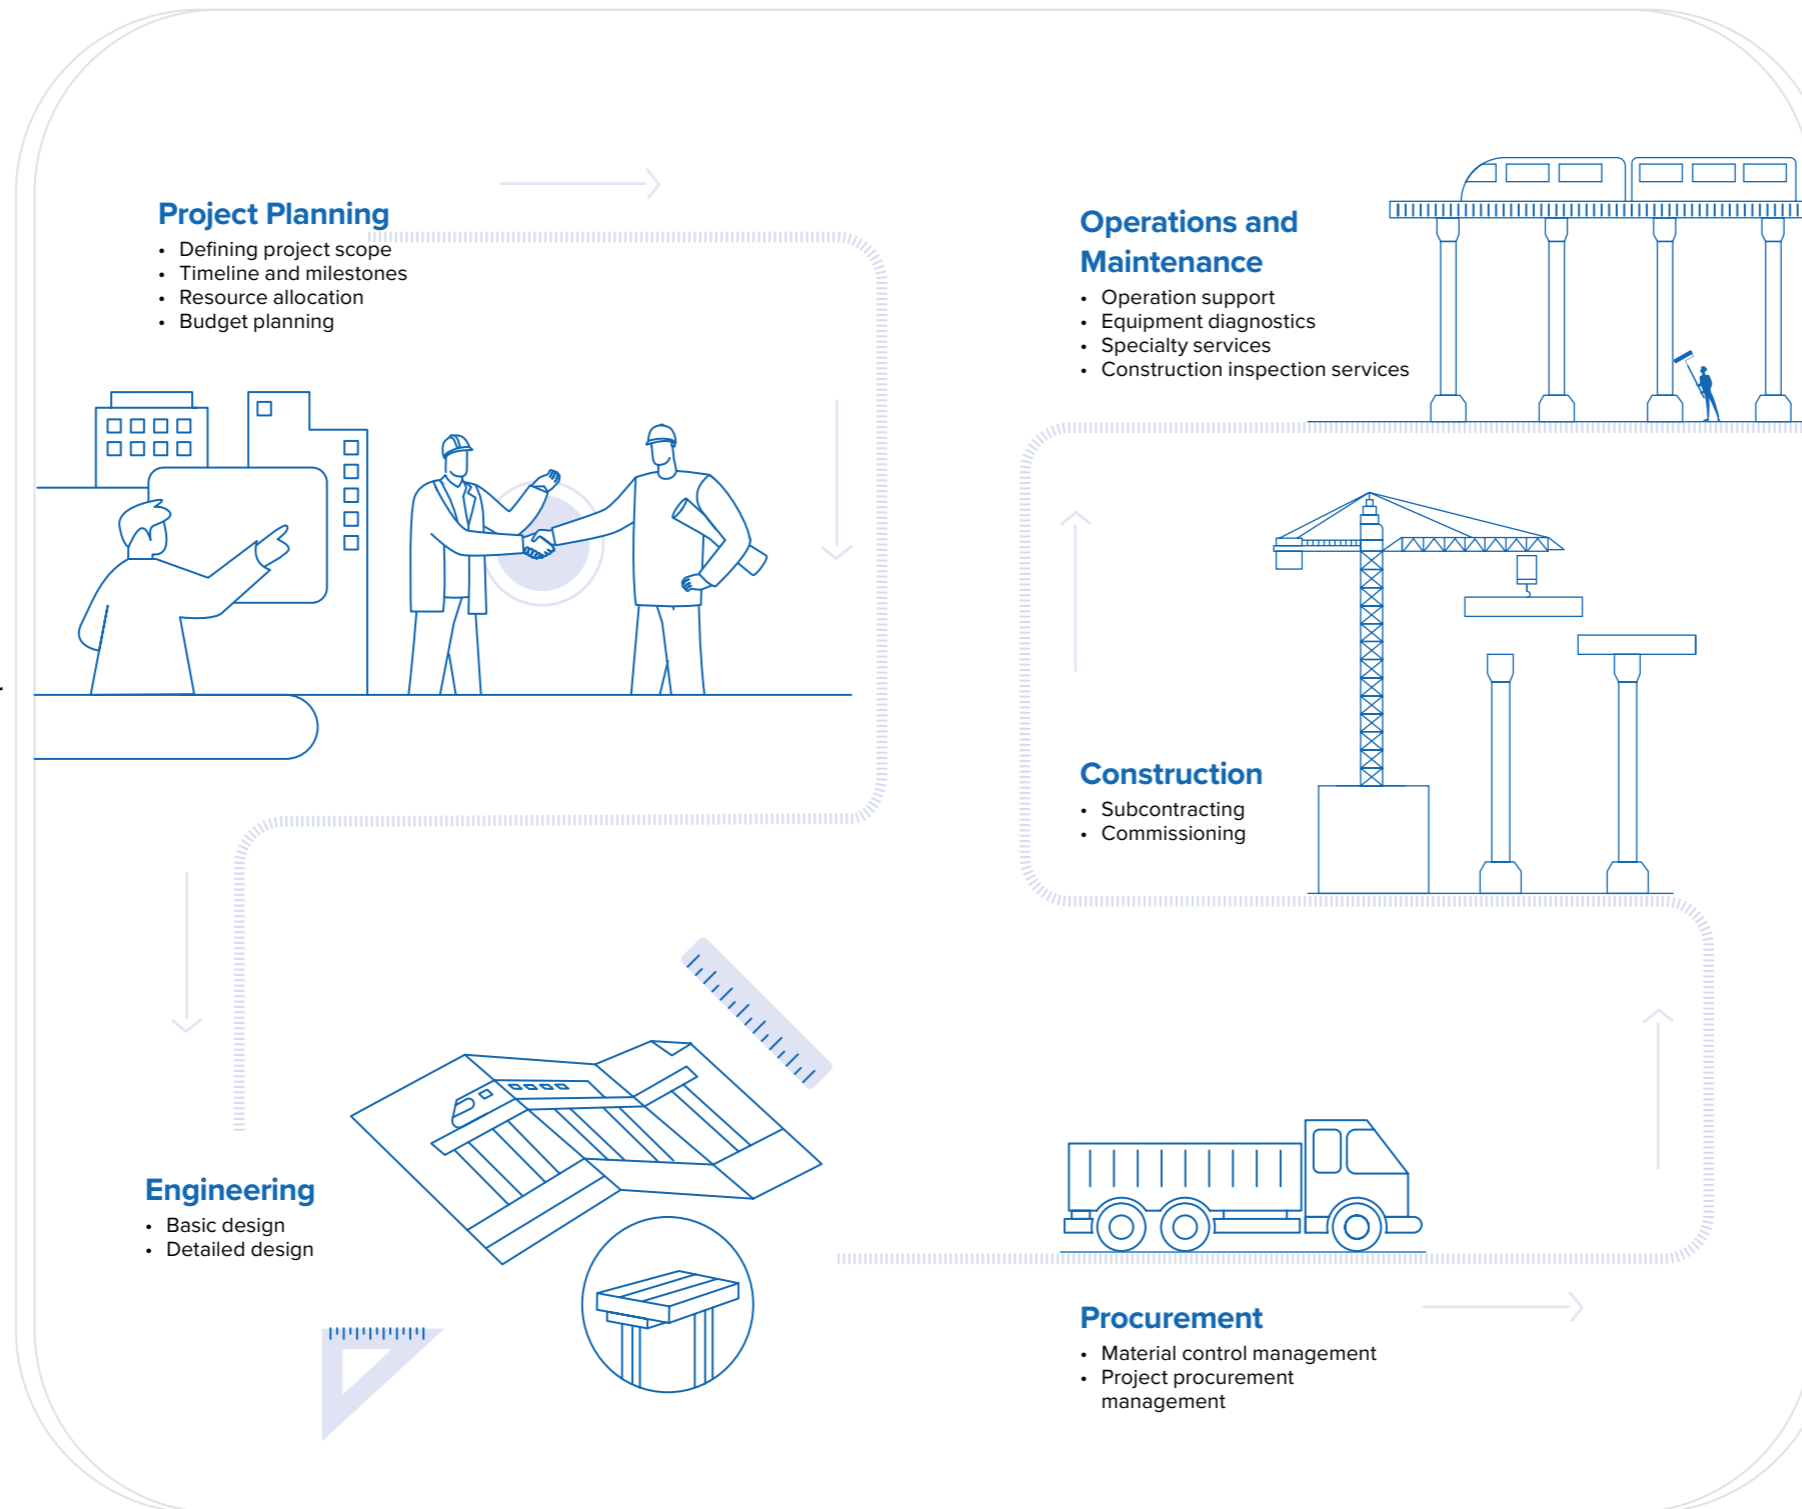 Project Planning
• Defining project scope
• Timeline and milestones
• Resource allocation
• Budget planning
Engineering
• Basic design
• Detailed design
Procurement
• Material control management
• Project procurement
management
Construction
• Subcontracting
• Commissioning
Operations and
Maintenance
• Operation support
• Equipment diagnostics
• Specialty services
• Construction inspection services